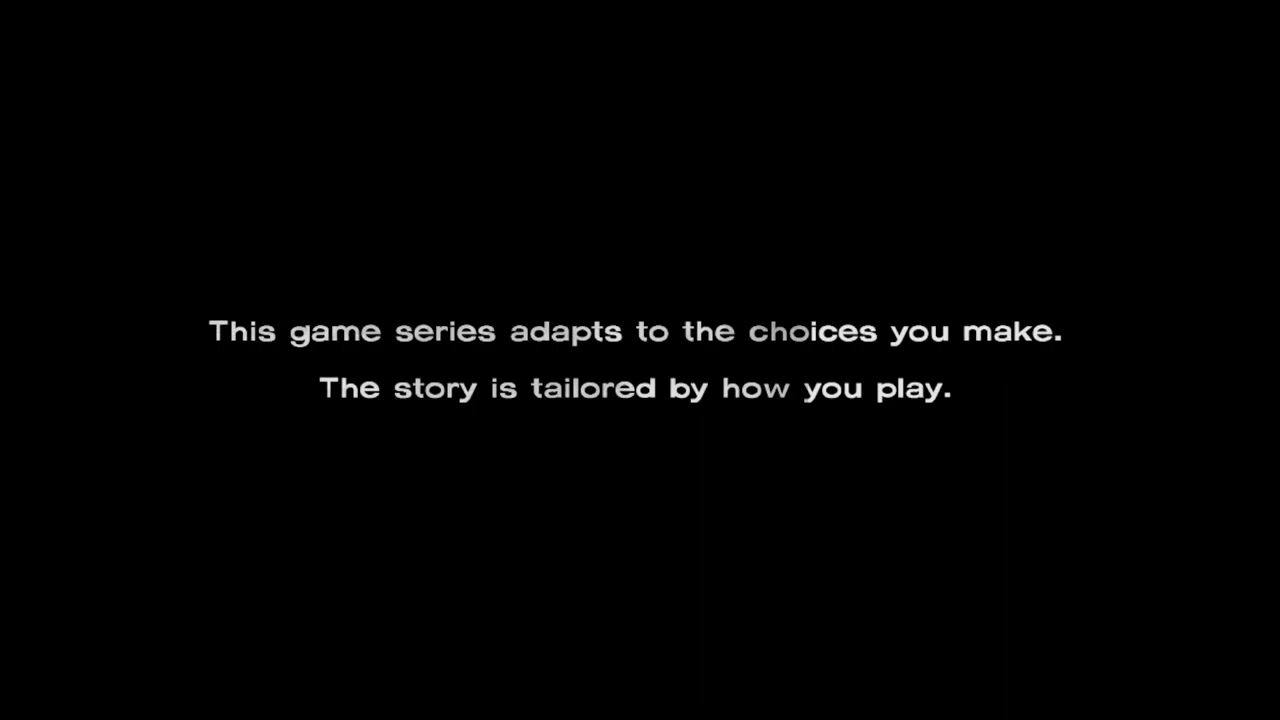 This game series adapts to the choices you make.
The story is tailored by how you play.